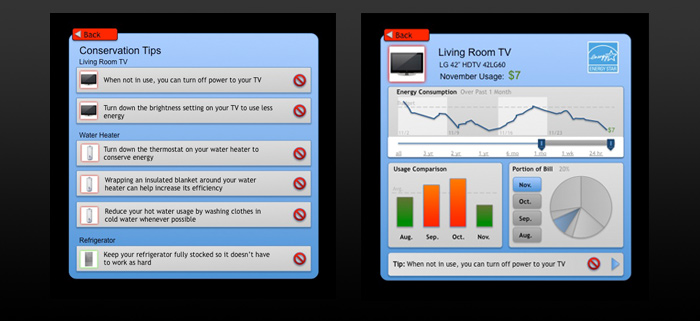 Back
Conservation Tips
Living Room TV
When not in use, you can turn off power to your TV
Turn down the brightness setting on your TV to use less
energy
Water Heater
Turn down the thermostat on your water heater to
conserve energy
Wrapping an insulated blanket around your water
heater can help increase its efficiency
Reduce your hot water usage by washing clothes in
cold water whenever possible
Refrigerator
Keep your refrigerator fully stocked so it doesn't have
to work as hard
Back
Living Room TV
LG 42" HDTV 42LG60
November Usage: $7
ENERGY STAR
Energy Consumption Over Past 1 Month
$7
all 2 yr 1 yr 6 mo 1 mo 1 wk 24 hr
Usage Comparison
Avg.
Aug. Sep. Oct. Nov.
Portion of Bill 20%
Nov.
Oct.
Sep.
Aug.
Tip: When not in use, you can turn off power to your TV